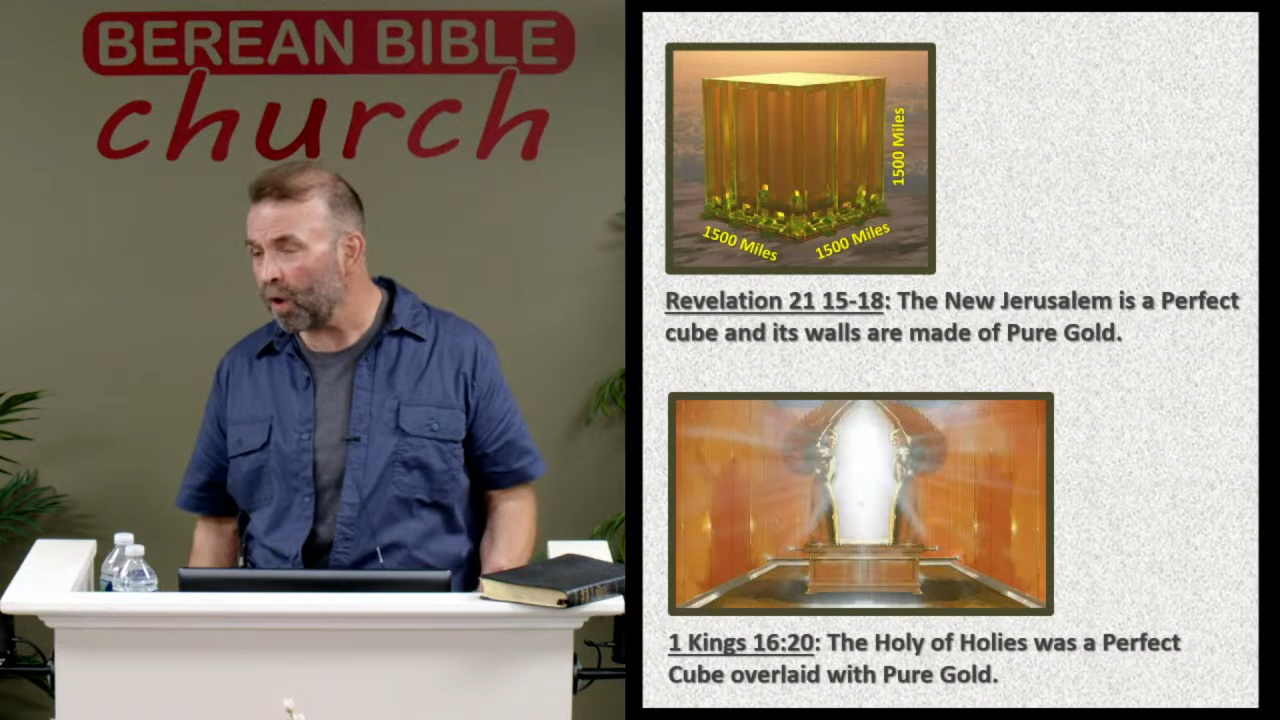 BEREAN BIBLE
church
1500 Miles
1500 Miles
1500 Miles
Revelation 21 15-18: The New Jerusalem is a Perfect
cube and its walls are made of Pure Gold.
1 Kings 16:20: The Holy of Holies was a Perfect
Cube overlaid with Pure Gold.